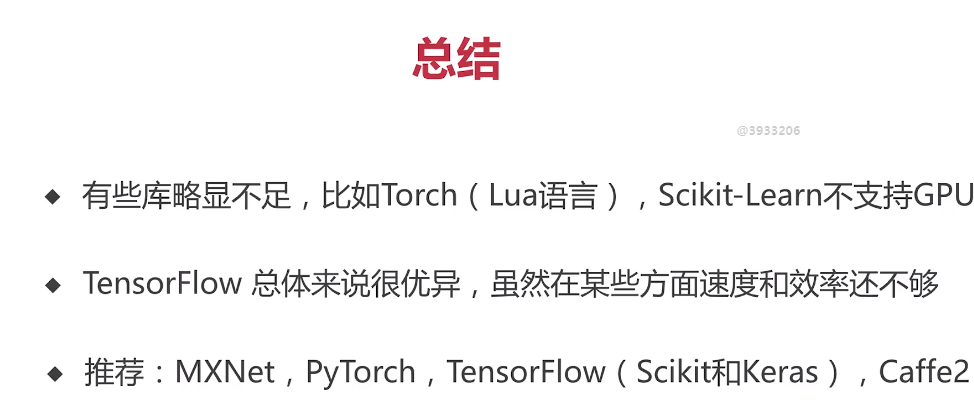 总结
@3933206
◆ 有些库略显不足，比如Torch（Lua语言），Scikit-Learn不支持GPU
◆ TensorFlow 总体来说很优异，虽然在某些方面速度和效率还不够
◆ 推荐：MXNet，PyTorch，TensorFlow（Scikit和Keras），Caffe2